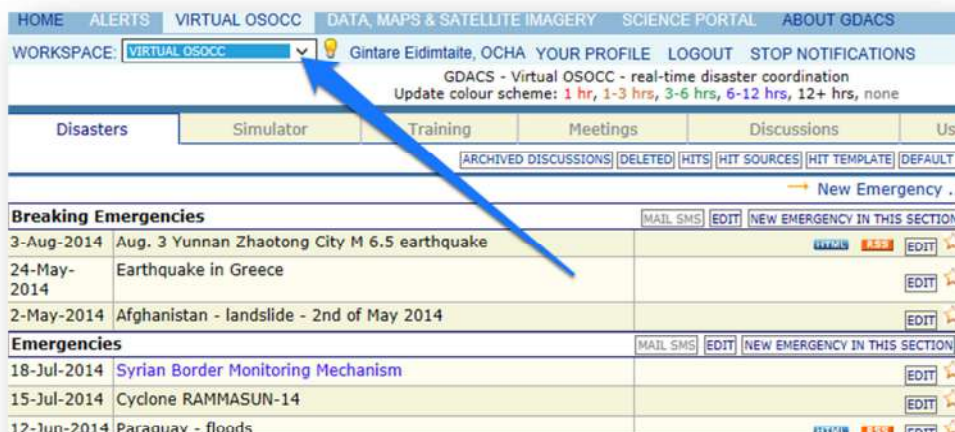 HOME ALERTS VIRTUAL OSOCC DATA, MAPS & SATELLITE IMAGERY SCIENCE PORTAL ABOUT GDACS
WORKSPACE: VIRTUAL OSOCC Gintare Eidimtaite, OCHA YOUR PROFILE LOGOUT STOP NOTIFICATIONS
GDACS - Virtual OSOCC - real-time disaster coordination
Update colour scheme: 1 hr, 1-3 hrs, 3-6 hrs, 6-12 hrs, 12+ hrs, none
Disasters Simulator Training Meetings Discussions Us
ARCHIVED DISCUSSIONS DELETED HITS HIT SOURCES HIT TEMPLATE DEFAULT
→ New Emergency .
Breaking Emergencies MAIL SMS EDIT NEW EMERGENCY IN THIS SECTION
3-Aug-2014 Aug. 3 Yunnan Zhaotong City M 6.5 earthquake HTML RSS EDIT
24-May-
2014 Earthquake in Greece EDIT
2-May-2014 Afghanistan - landslide - 2nd of May 2014 EDIT
Emergencies MAIL SMS EDIT NEW EMERGENCY IN THIS SECTION
18-Jul-2014 Syrian Border Monitoring Mechanism EDIT
15-Jul-2014 Cyclone RAMMASUN-14 EDIT
12-Jun-2014 Paraguay - floods HTML RSS EDIT